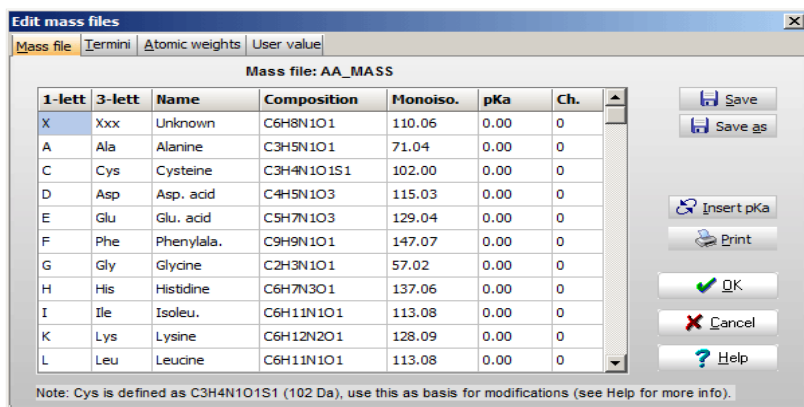 Edit mass files
Mass file Termini Atomic weights User value
Mass file: AA_MASS
1-lett 3-lett Name Composition Monoiso. pKa Ch.
X Xxx Unknown C6H8N1O1 110.06 0.00 0
A Ala Alanine C3H5N1O1 71.04 0.00 0
C Cys Cysteine C3H4N1O1S1 102.00 0.00 0
D Asp Asp. acid C4H5N1O3 115.03 0.00 0
E Glu Glu. acid C5H7N1O3 129.04 0.00 0
F Phe Phenylala. C9H9N1O1 147.07 0.00 0
G Gly Glycine C2H3N1O1 57.02 0.00 0
H His Histidine C6H7N3O1 137.06 0.00 0
I Ile Isoleu. C6H11N1O1 113.08 0.00 0
K Lys Lysine C6H12N2O1 128.09 0.00 0
L Leu Leucine C6H11N1O1 113.08 0.00 0
Save
Save as
Insert pKa
Print
OK
Cancel
Help
Note: Cys is defined as C3H4N1O1S1 (102 Da), use this as basis for modifications (see Help for more info).